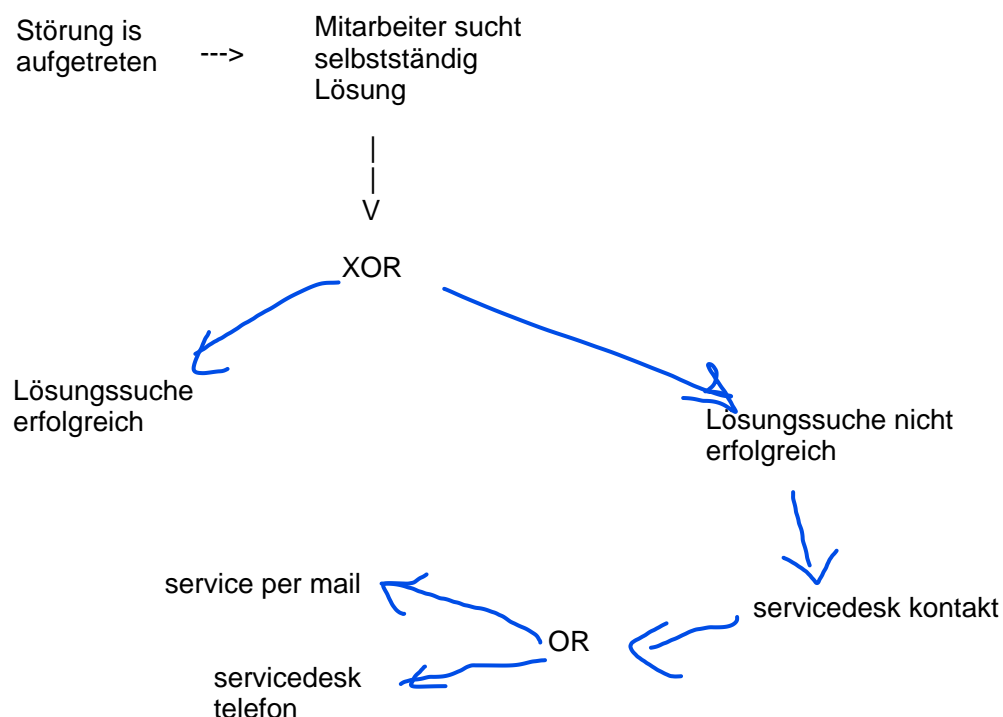 Störung is
aufgetreten
--->
Mitarbeiter sucht
selbstständig
Lösung
|
|
V
XOR
Lösungssuche
erfolgreich
Lösungssuche nicht
erfolgreich
servicedesk kontakt
OR
service per mail
servicedesk
telefon